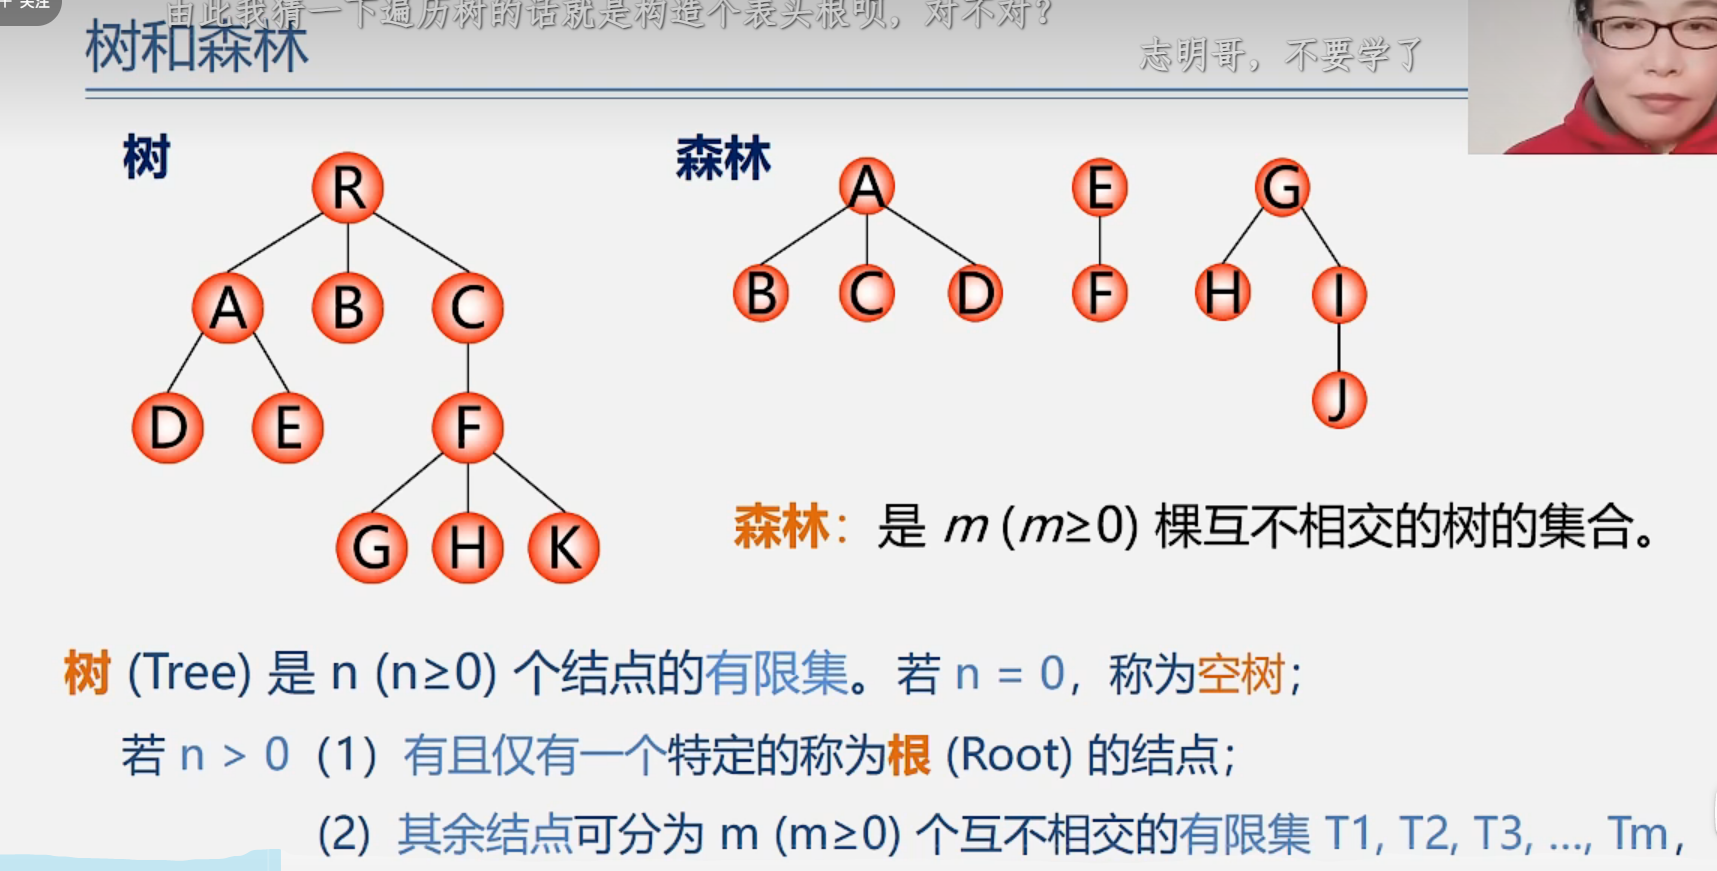 关注
由此我猜一下遍历树的话就是构造个表头根呗，对不对？
树和森林
志明哥，不要学了
树
森林
R
A B C
D E F
G H K
A E G
B C D F H I
J
森林：是 m (m≥0) 棵互不相交的树的集合。
树 (Tree) 是 n (n≥0) 个结点的有限集。若 n = 0，称为空树；
若 n > 0（1）有且仅有一个特定的称为根 (Root) 的结点；
(2) 其余结点可分为 m (m≥0) 个互不相交的有限集 T1, T2, T3, …, Tm，